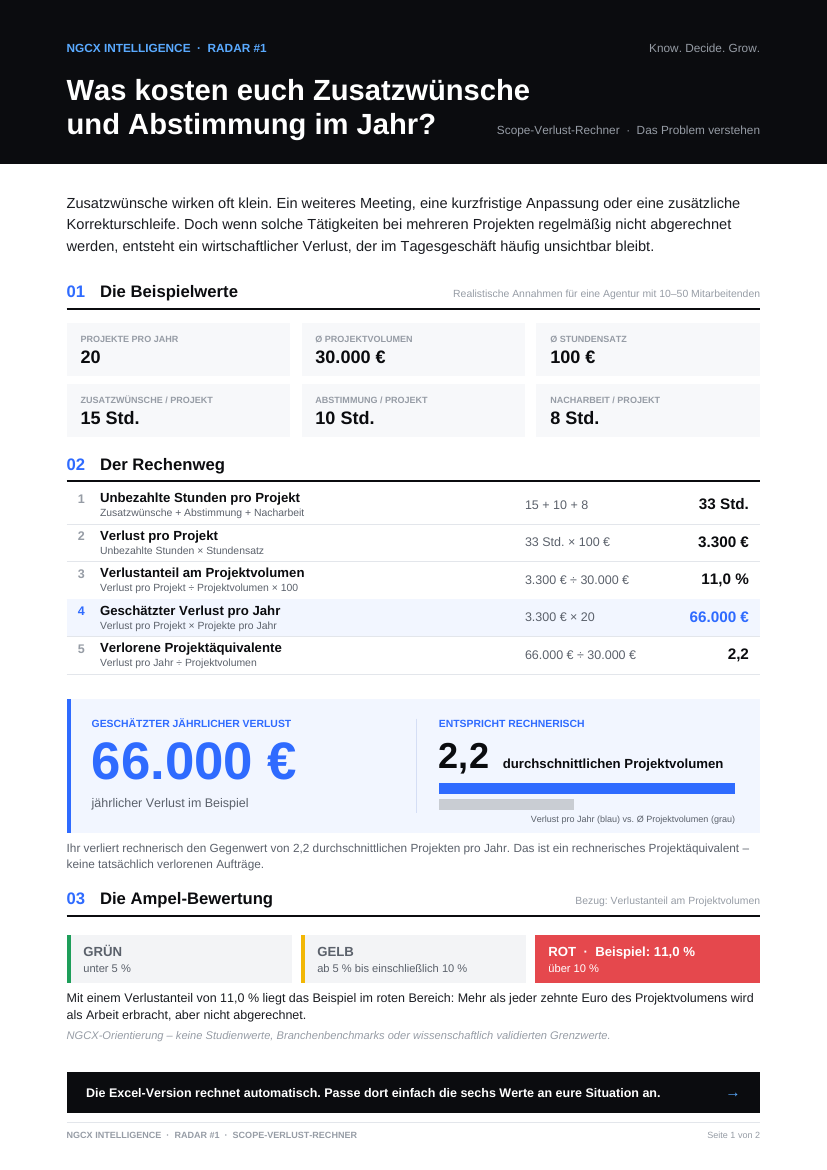 NGCX INTELLIGENCE · RADAR #1
Know. Decide. Grow.
Was kosten euch Zusatzwünsche
und Abstimmung im Jahr?
Scope-Verlust-Rechner · Das Problem verstehen
Zusatzwünsche wirken oft klein. Ein weiteres Meeting, eine kurzfristige Anpassung oder eine zusätzliche
Korrekturschleife. Doch wenn solche Tätigkeiten bei mehreren Projekten regelmäßig nicht abgerechnet
werden, entsteht ein wirtschaftlicher Verlust, der im Tagesgeschäft häufig unsichtbar bleibt.
01 Die Beispielwerte
Realistische Annahmen für eine Agentur mit 10–50 Mitarbeitenden
PROJEKTE PRO JAHR
20
Ø PROJEKTVOLUMEN
30.000 €
Ø STUNDENSATZ
100 €
ZUSATZWÜNSCHE / PROJEKT
15 Std.
ABSTIMMUNG / PROJEKT
10 Std.
NACHARBEIT / PROJEKT
8 Std.
02 Der Rechenweg
1 Unbezahlte Stunden pro Projekt
Zusatzwünsche + Abstimmung + Nacharbeit
15 + 10 + 8
33 Std.
2 Verlust pro Projekt
Unbezahlte Stunden × Stundensatz
33 Std. × 100 €
3.300 €
3 Verlustanteil am Projektvolumen
Verlust pro Projekt ÷ Projektvolumen × 100
3.300 € ÷ 30.000 €
11,0 %
4 Geschätzter Verlust pro Jahr
Verlust pro Projekt × Projekte pro Jahr
3.300 € × 20
66.000 €
5 Verlorene Projektäquivalente
Verlust pro Jahr ÷ Projektvolumen
66.000 € ÷ 30.000 €
2,2
GESCHÄTZTER JÄHRLICHER VERLUST
66.000 €
jährlicher Verlust im Beispiel
ENTSPRICHT RECHNERISCH
2,2 durchschnittlichen Projektvolumen
Verlust pro Jahr (blau) vs. Ø Projektvolumen (grau)
Ihr verliert rechnerisch den Gegenwert von 2,2 durchschnittlichen Projekten pro Jahr. Das ist ein rechnerisches Projektäquivalent –
keine tatsächlich verlorenen Aufträge.
03 Die Ampel-Bewertung
Bezug: Verlustanteil am Projektvolumen
GRÜN
unter 5 %
GELB
ab 5 % bis einschließlich 10 %
ROT · Beispiel: 11,0 %
über 10 %
Mit einem Verlustanteil von 11,0 % liegt das Beispiel im roten Bereich: Mehr als jeder zehnte Euro des Projektvolumens wird
als Arbeit erbracht, aber nicht abgerechnet.
NGCX-Orientierung – keine Studienwerte, Branchenbenchmarks oder wissenschaftlich validierten Grenzwerte.
Die Excel-Version rechnet automatisch. Passe dort einfach die sechs Werte an eure Situation an. →
NGCX INTELLIGENCE · RADAR #1 · SCOPE-VERLUST-RECHNER
Seite 1 von 2